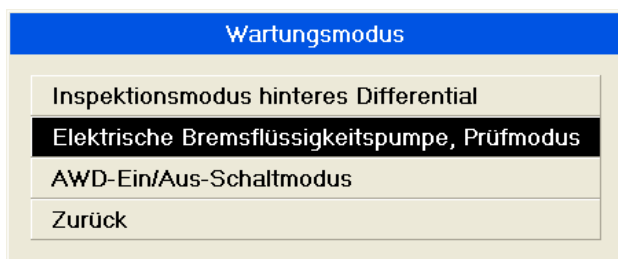 Wartungsmodus
Inspektionsmodus hinteres Differential
Elektrische Bremsflüssigkeitspumpe, Prüfmodus
AWD-Ein/Aus-Schaltmodus
Zurück